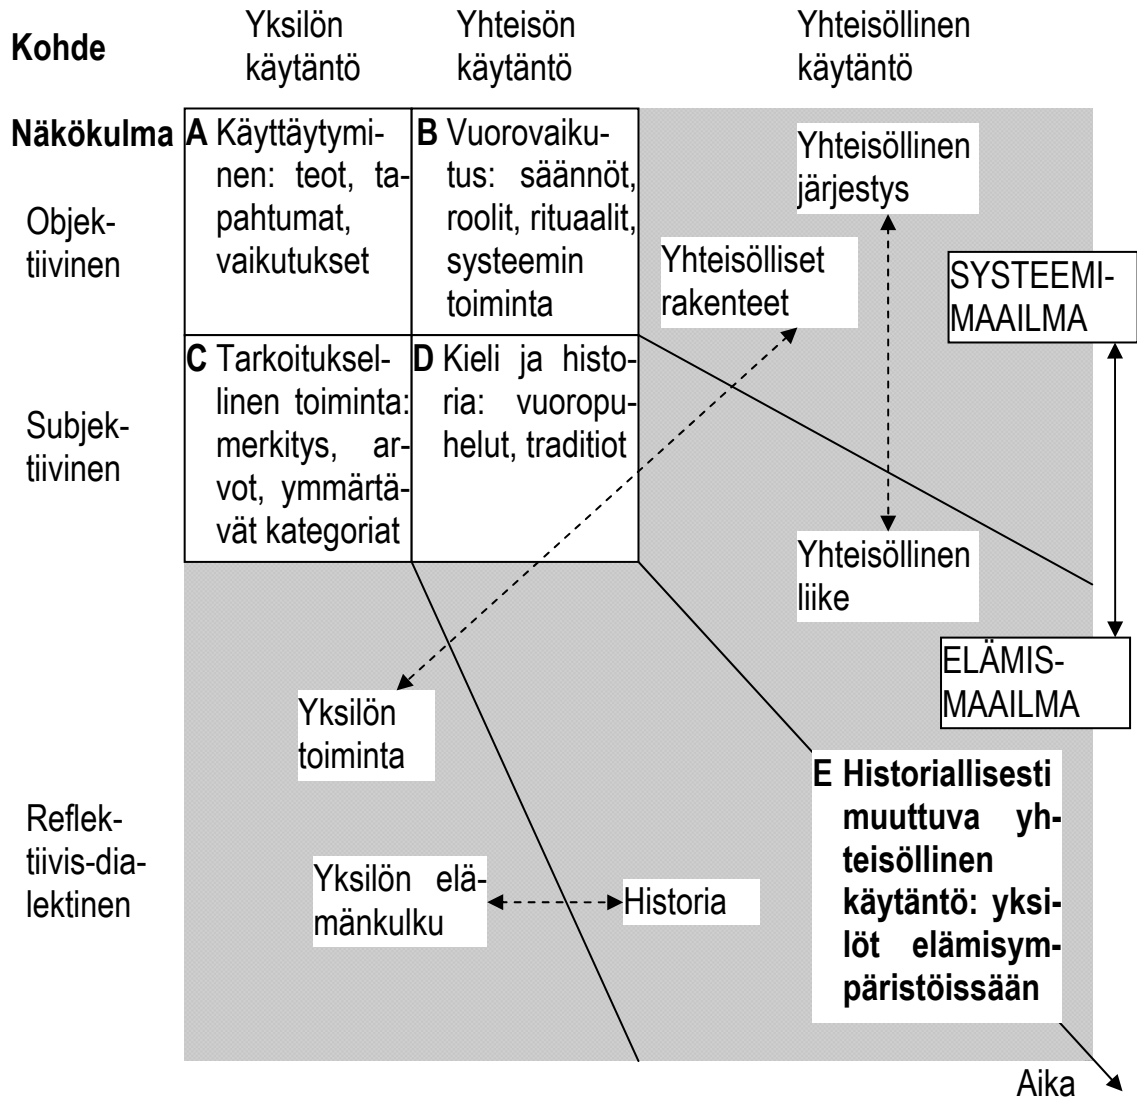 Kohde
Yksilön
käytäntö
Yhteisön
käytäntö
Yhteisöllinen
käytäntö
Näkökulma
Objek-
tiivinen
A Käyttäytymi-
nen: teot, ta-
pahtumat,
vaikutukset
B Vuorovaiku-
tus: säännöt,
roolit, rituaalit,
systeemin
toiminta
Yhteisöllinen
järjestys
Yhteisölliset
rakenteet
SYSTEEMI-
MAAILMA
Subjek-
tiivinen
C Tarkoituksel-
linen toiminta:
merkitys, ar-
vot, ymmärtä-
vät kategoriat
D Kieli ja histo-
ria: vuoropu-
helut, traditiot
Yhteisöllinen
liike
ELÄMIS-
MAAILMA
Yksilön
toiminta
Reflek-
tiivis-dia-
lektinen
Yksilön elä-
mänkulku
Historia
E Historiallisesti
muuttuva yh-
teisöllinen
käytäntö: yksi-
löt elämisym-
päristöissään
Aika